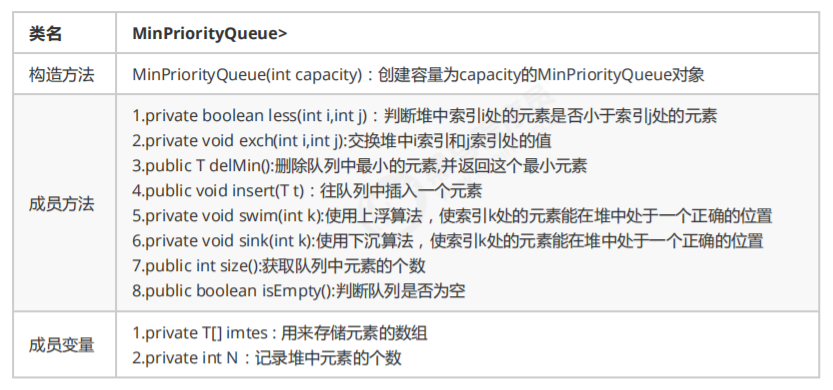 类名 MinPriorityQueue>
构造方法 MinPriorityQueue(int capacity)：创建容量为capacity的MinPriorityQueue对象
成员方法
1.private boolean less(int i,int j)：判断堆中索引i处的元素是否小于索引j处的元素
2.private void exch(int i,int j):交换堆中i索引和j索引处的值
3.public T delMin():删除队列中最小的元素,并返回这个最小元素
4.public void insert(T t)：往队列中插入一个元素
5.private void swim(int k):使用上浮算法，使索引k处的元素能在堆中处于一个正确的位置
6.private void sink(int k):使用下沉算法，使索引k处的元素能在堆中处于一个正确的位置
7.public int size():获取队列中元素的个数
8.public boolean isEmpty():判断队列是否为空
成员变量
1.private T[] imtes : 用来存储元素的数组
2.private int N：记录堆中元素的个数